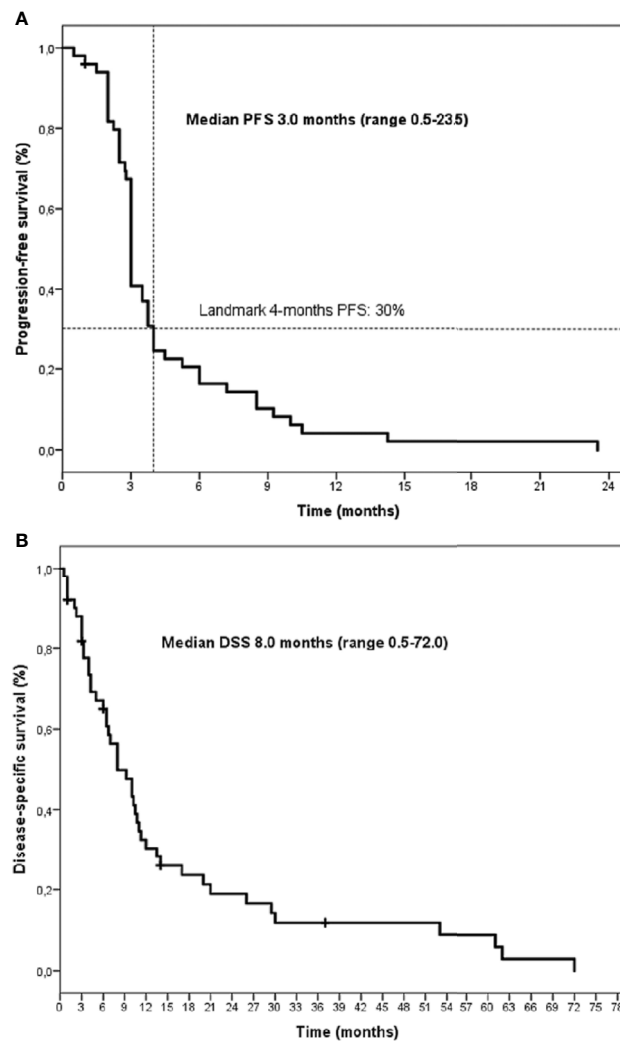 A
Progression-free survival (%)
1,0
0,8
0,6
0,4
0,2
0,0
Median PFS 3.0 months (range 0.5-23.5)
Landmark 4-months PFS: 30%
0 3 6 9 12 15 18 21 24
Time (months)
B
Disease-specific survival (%)
1,0
0,8
0,6
0,4
0,2
0,0
Median DSS 8.0 months (range 0.5-72.0)
0 3 6 9 12 15 18 21 24 27 30 33 36 39 42 45 48 51 54 57 60 63 66 69 72 75 78
Time (months)